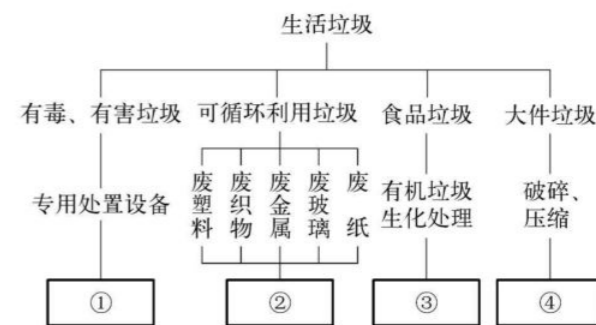 生活垃圾
有毒、有害垃圾 可循环利用垃圾 食品垃圾 大件垃圾
专用处置设备
废塑料
废织物
废金属
废玻璃
废纸
有机垃圾
生化处理
破碎、
压缩
① ② ③ ④